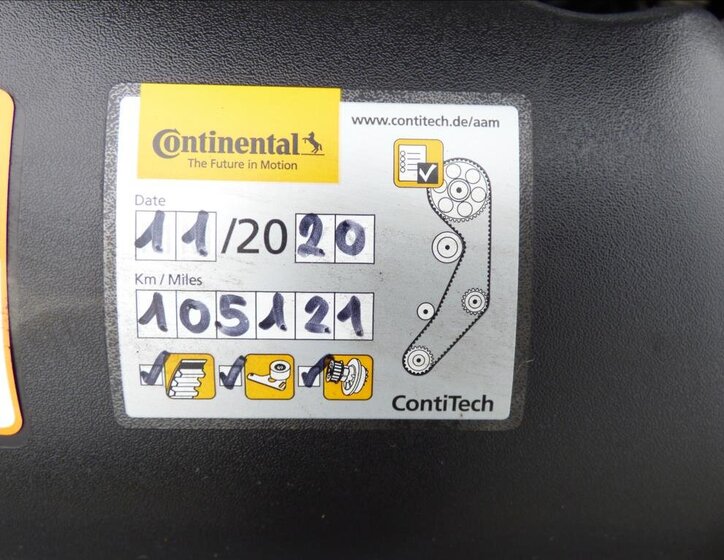 Continental
The Future in Motion
www.contitech.de/aam
Date
11/2020
Km / Miles
105121
ContiTech